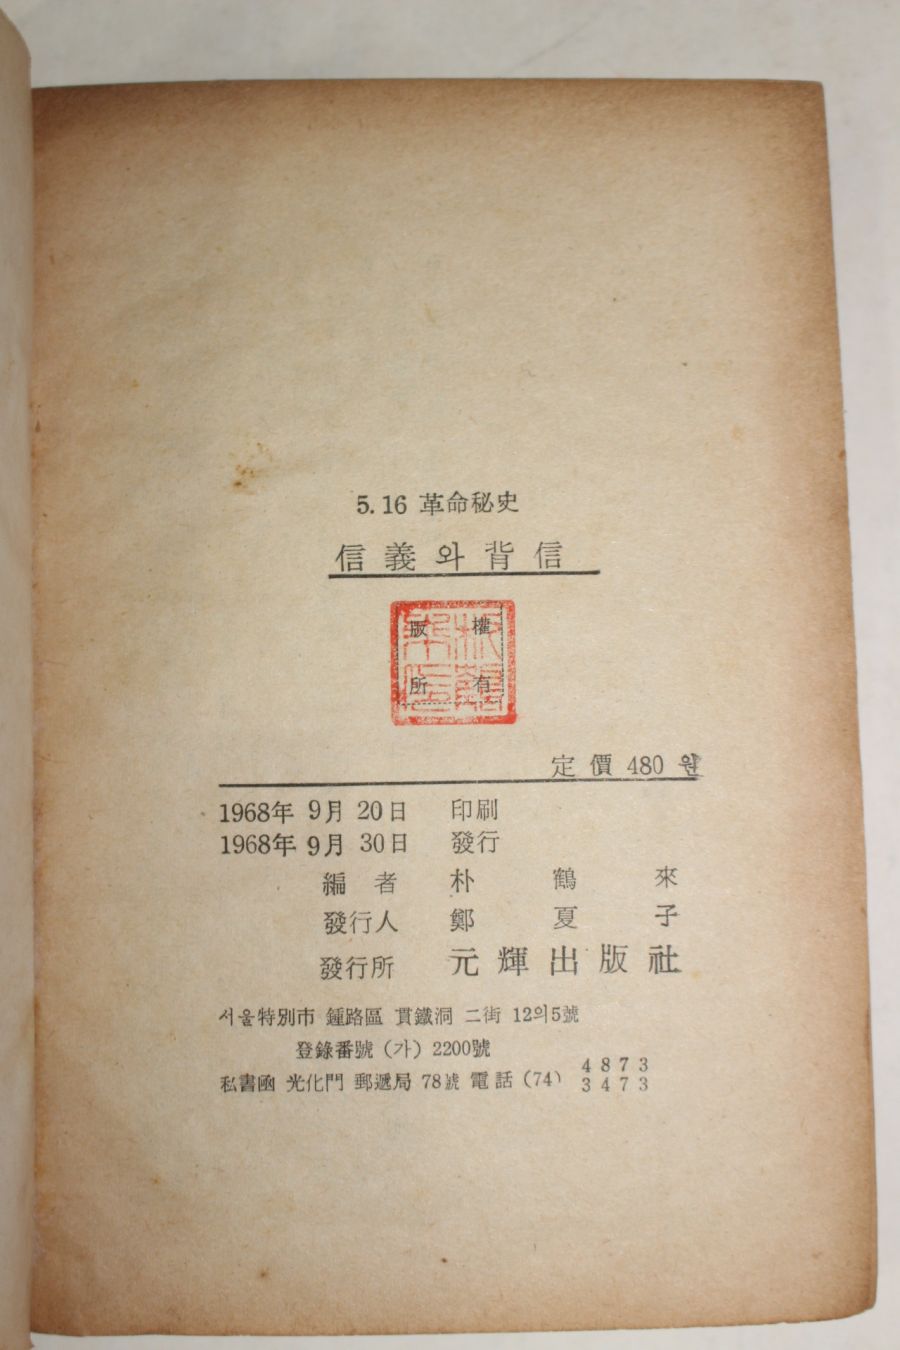 5.16 革命秘史
信義와 背信
版 權
所 有
定價 480 원
1968年 9月 20日 印刷
1968年 9月 30日 發行
編者 朴鶴來
發行人 鄭夏子
發行所 元輝出版社
서울特別市 鍾路區 貫鐵洞 二街 12의5號
登錄番號 (가) 2200號
私書函 光化門 郵遞局 78號 電話 (74) 4873
3473